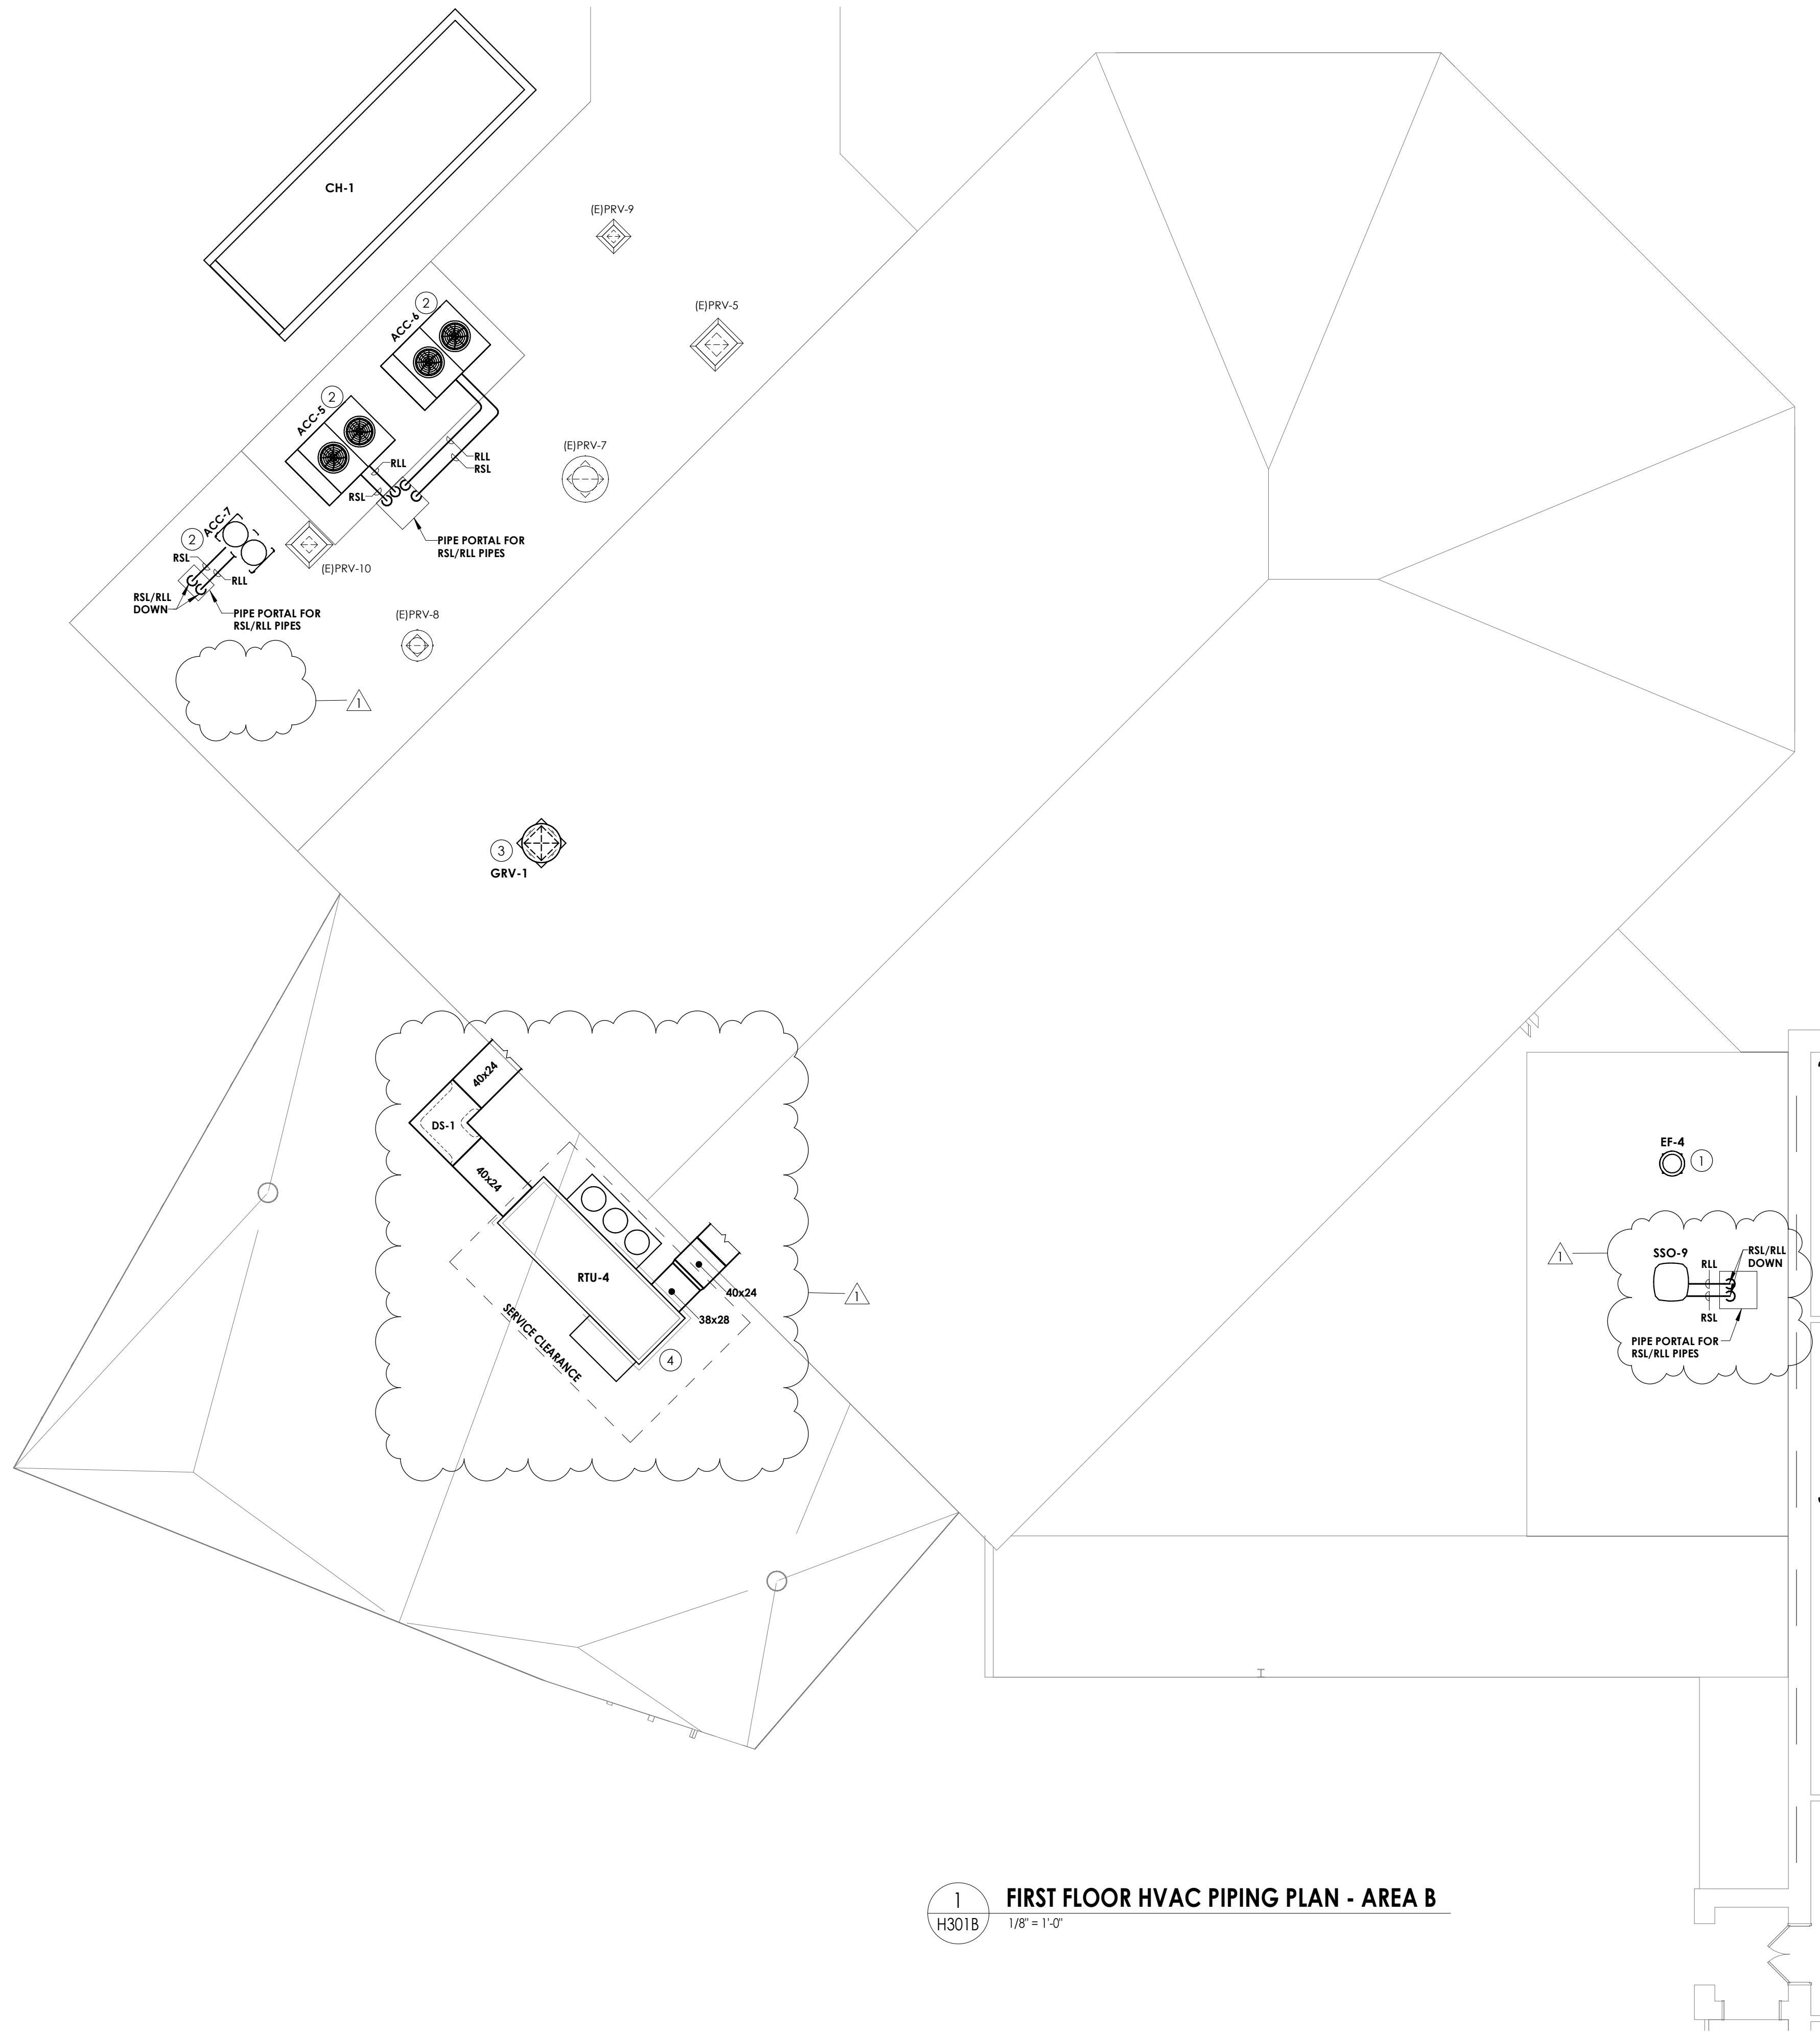 CH-1
(E)PRV-9
2
ACC-6
(E)PRV-5
2
ACC-5
RLL
RSL
RLL
RSL
(E)PRV-7
2
ACC-7
RSL
RLL
PIPE PORTAL FOR
RSL/RLL PIPES
(E)PRV-10
RSL/RLL
DOWN
PIPE PORTAL FOR
RSL/RLL PIPES
(E)PRV-8
1
3
GRV-1
40x24
DS-1
40x24
RTU-4
40x24
38x28
SERVICE CLEARANCE
4
1
EF-4
1
1
SSO-9
RLL
RSL/RLL
DOWN
RSL
PIPE PORTAL FOR
RSL/RLL PIPES
1
H301B
FIRST FLOOR HVAC PIPING PLAN - AREA B
1/8" = 1'-0"